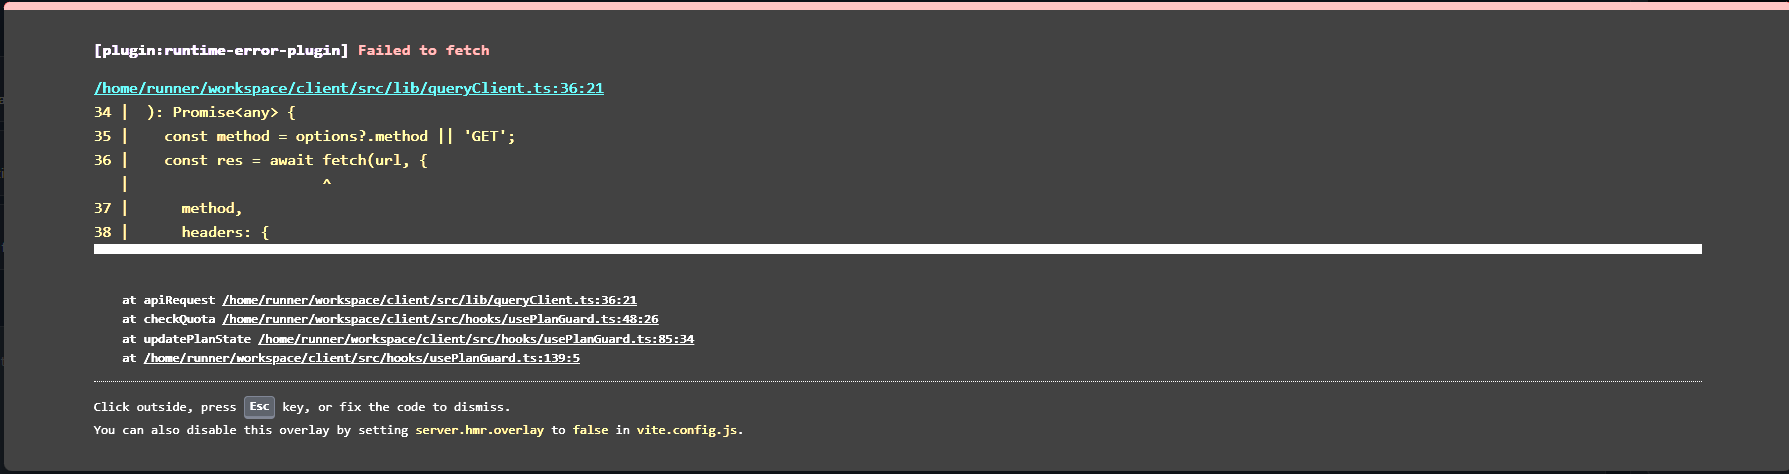 [plugin:runtime-error-plugin] Failed to fetch
/home/runner/workspace/client/src/lib/queryClient.ts:36:21
34 |  ): Promise<any> {
35 |    const method = options?.method || 'GET';
36 |    const res = await fetch(url, {
   |                      ^
37 |      method,
38 |      headers: {
at apiRequest /home/runner/workspace/client/src/lib/queryClient.ts:36:21
at checkQuota /home/runner/workspace/client/src/hooks/usePlanGuard.ts:48:26
at updatePlanState /home/runner/workspace/client/src/hooks/usePlanGuard.ts:85:34
at /home/runner/workspace/client/src/hooks/usePlanGuard.ts:139:5
Click outside, press Esc key, or fix the code to dismiss.
You can also disable this overlay by setting server.hmr.overlay to false in vite.config.js.